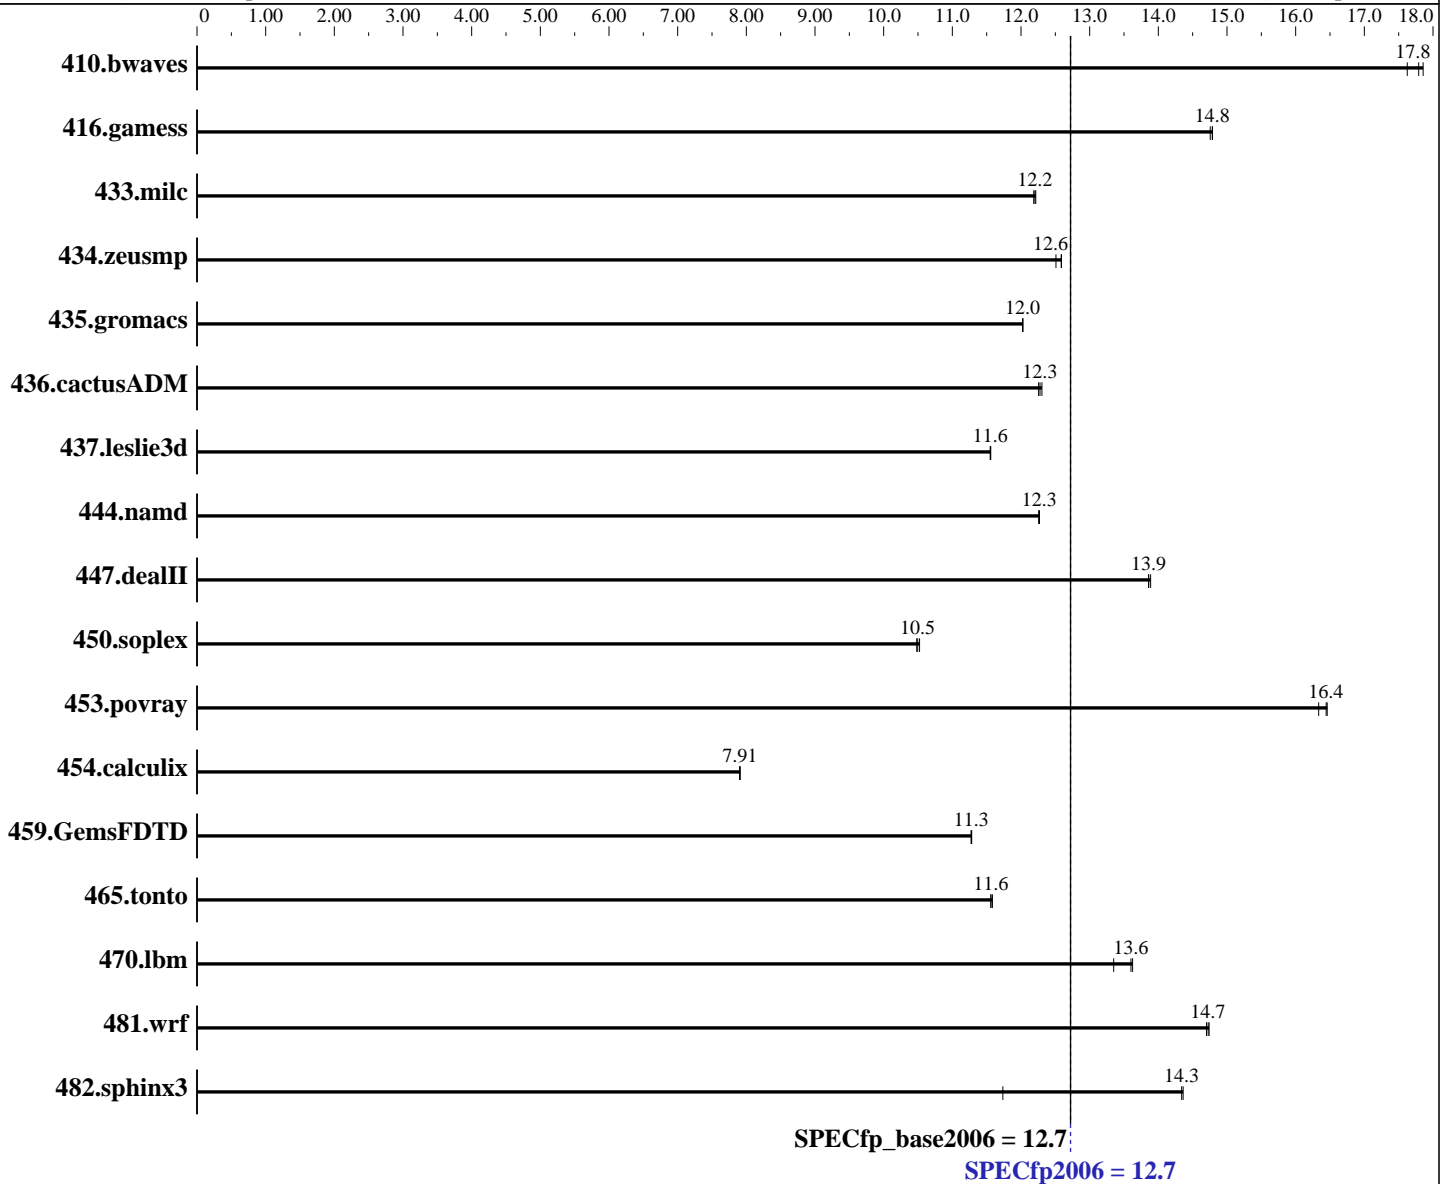 0 1.00 2.00 3.00 4.00 5.00 6.00 7.00 8.00 9.00 10.0 11.0 12.0 13.0 14.0 15.0 16.0 17.0 18.0
410.bwaves 17.8
416.gamess 14.8
433.milc 12.2
434.zeusmp 12.6
435.gromacs 12.0
436.cactusADM 12.3
437.leslie3d 11.6
444.namd 12.3
447.dealII 13.9
450.soplex 10.5
453.povray 16.4
454.calculix 7.91
459.GemsFDTD 11.3
465.tonto 11.6
470.lbm 13.6
481.wrf 14.7
482.sphinx3 14.3
SPECfp_base2006 = 12.7
SPECfp2006 = 12.7